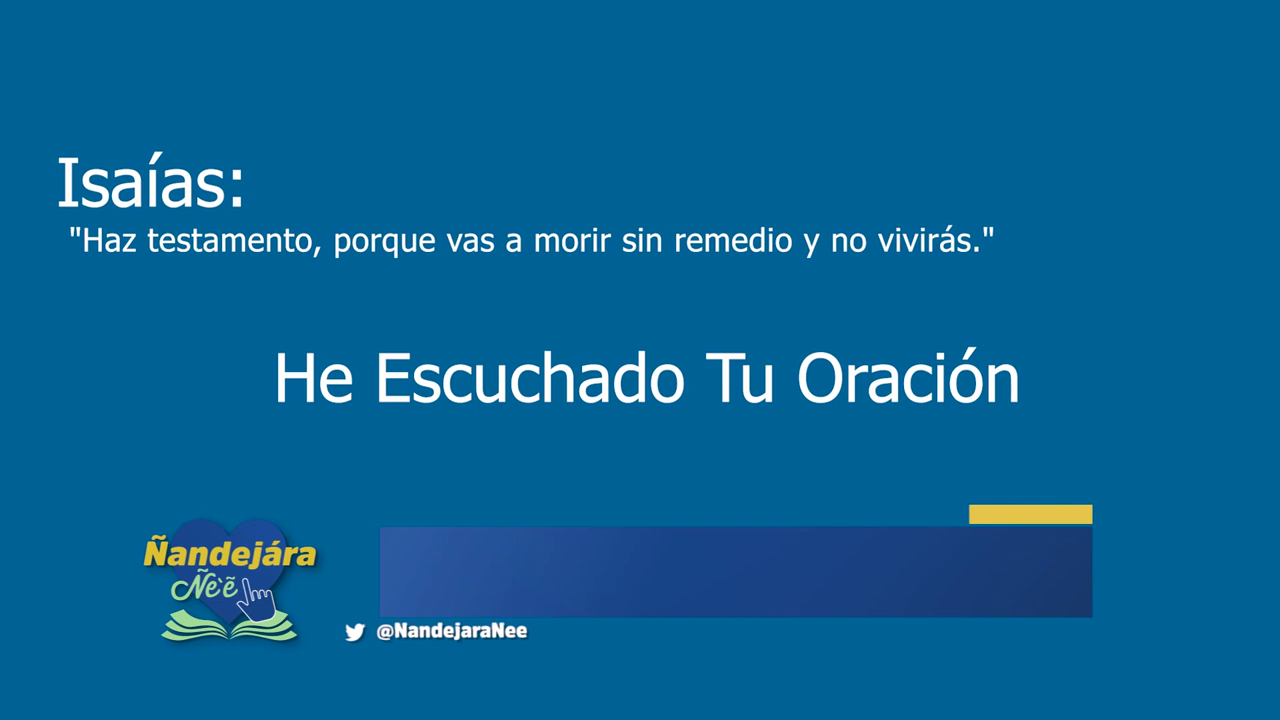 Isaías:
"Haz testamento, porque vas a morir sin remedio y no vivirás."
He Escuchado Tu Oración
Ñandejára
Ñe'ẽ
@NandejaraNee